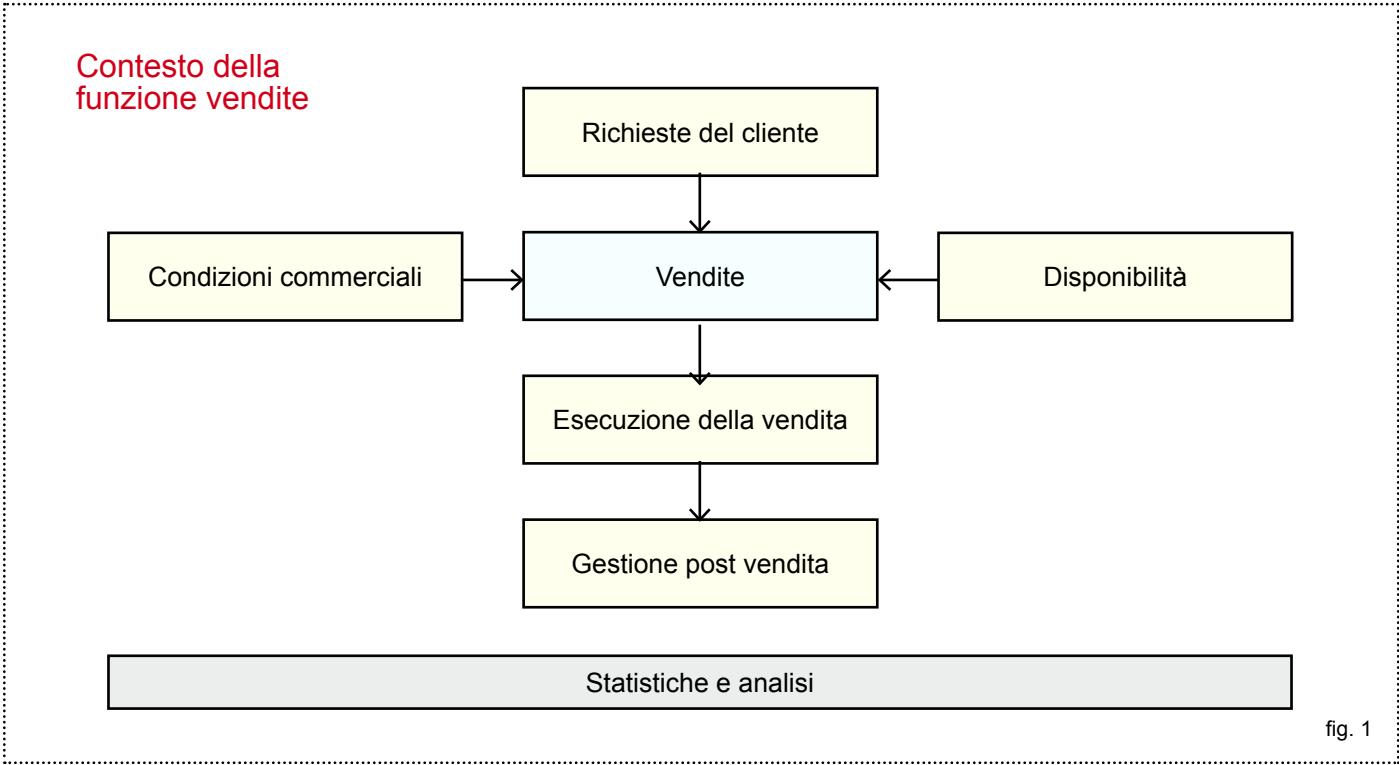 Contesto della
funzione vendite
Richieste del cliente
Condizioni commerciali
Vendite
Disponibilità
Esecuzione della vendita
Gestione post vendita
Statistiche e analisi
fig. 1